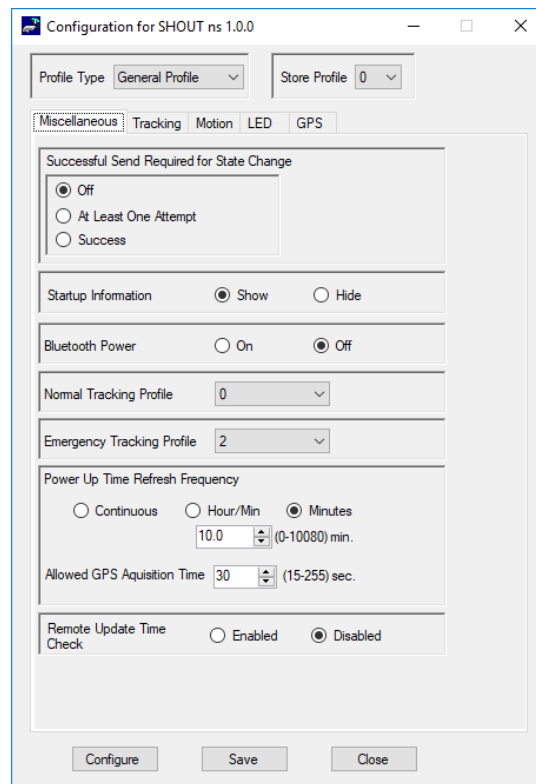 Configuration for SHOUT ns 1.0.0
Profile Type General Profile Store Profile 0
Miscellaneous Tracking Motion LED GPS
Successful Send Required for State Change
Off
At Least One Attempt
Success
Startup Information Show Hide
Bluetooth Power On Off
Normal Tracking Profile 0
Emergency Tracking Profile 2
Power Up Time Refresh Frequency
Continuous Hour/Min Minutes
10.0 (0-10080) min.
Allowed GPS Aquisition Time 30 (15-255) sec.
Remote Update Time
Check Enabled Disabled
Configure Save Close